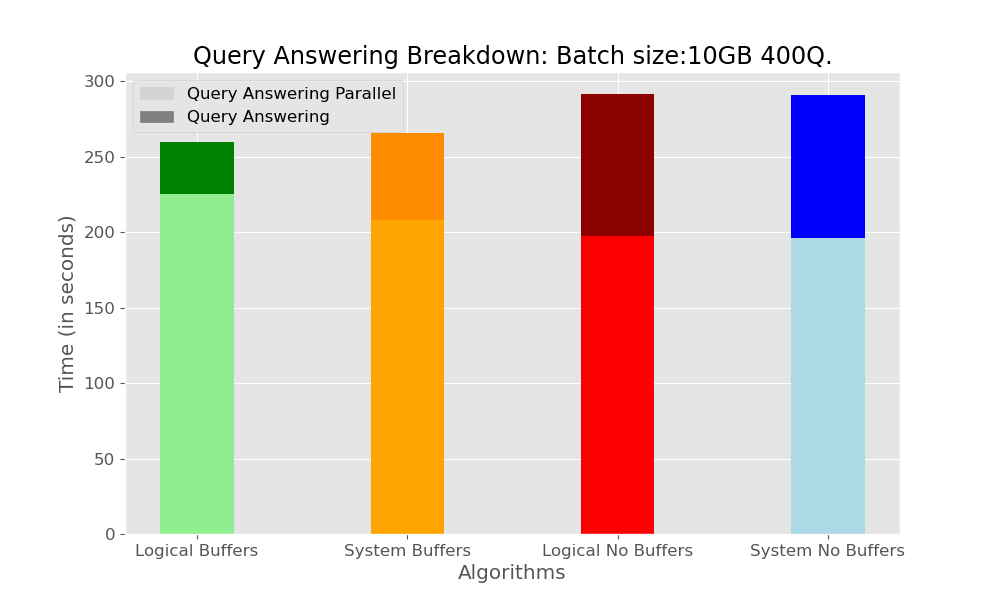 Query Answering Breakdown: Batch size:10GB 400Q.
Query Answering Parallel
Query Answering
300
250
200
150
100
50
0
Time (in seconds)
Logical Buffers System Buffers Logical No Buffers System No Buffers
Algorithms